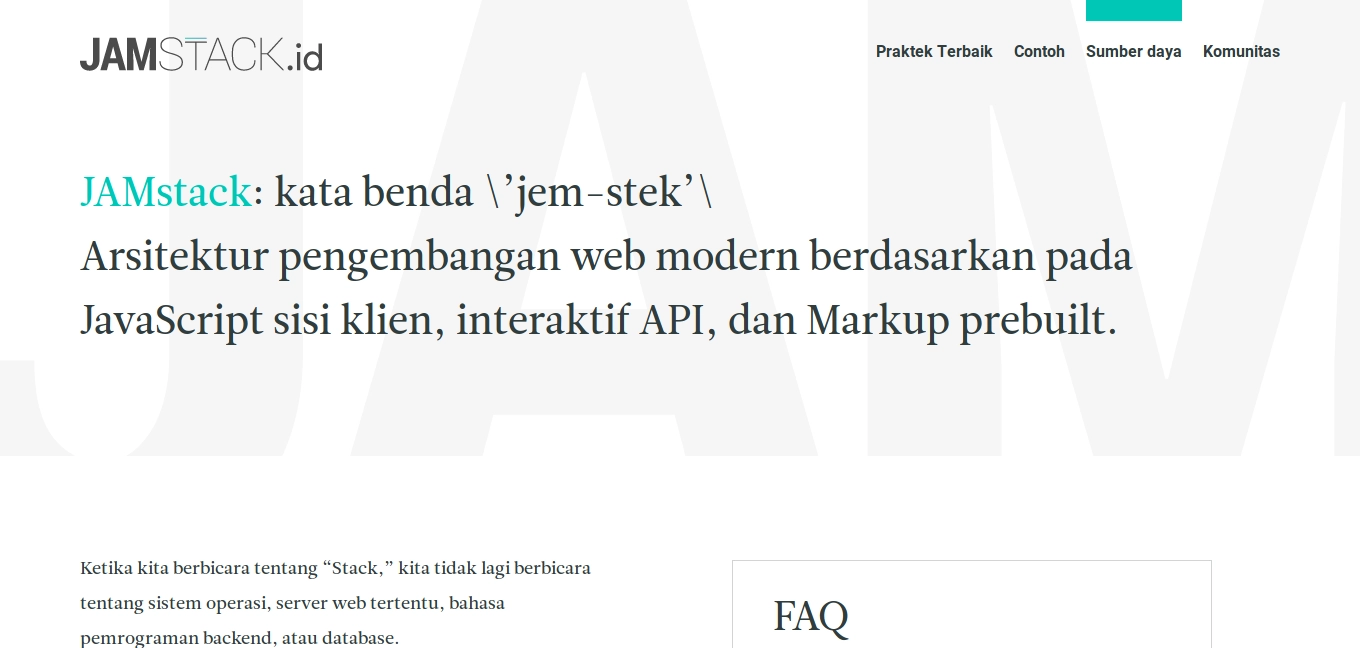 JAMSTACK.id
Praktek Terbaik Contoh Sumber daya Komunitas
JAM
JAMstack: kata benda \’jem-stek’\
Arsitektur pengembangan web modern berdasarkan pada
JavaScript sisi klien, interaktif API, dan Markup prebuilt.
Ketika kita berbicara tentang “Stack,” kita tidak lagi berbicara
tentang sistem operasi, server web tertentu, bahasa
pemrograman backend, atau database.
FAQ